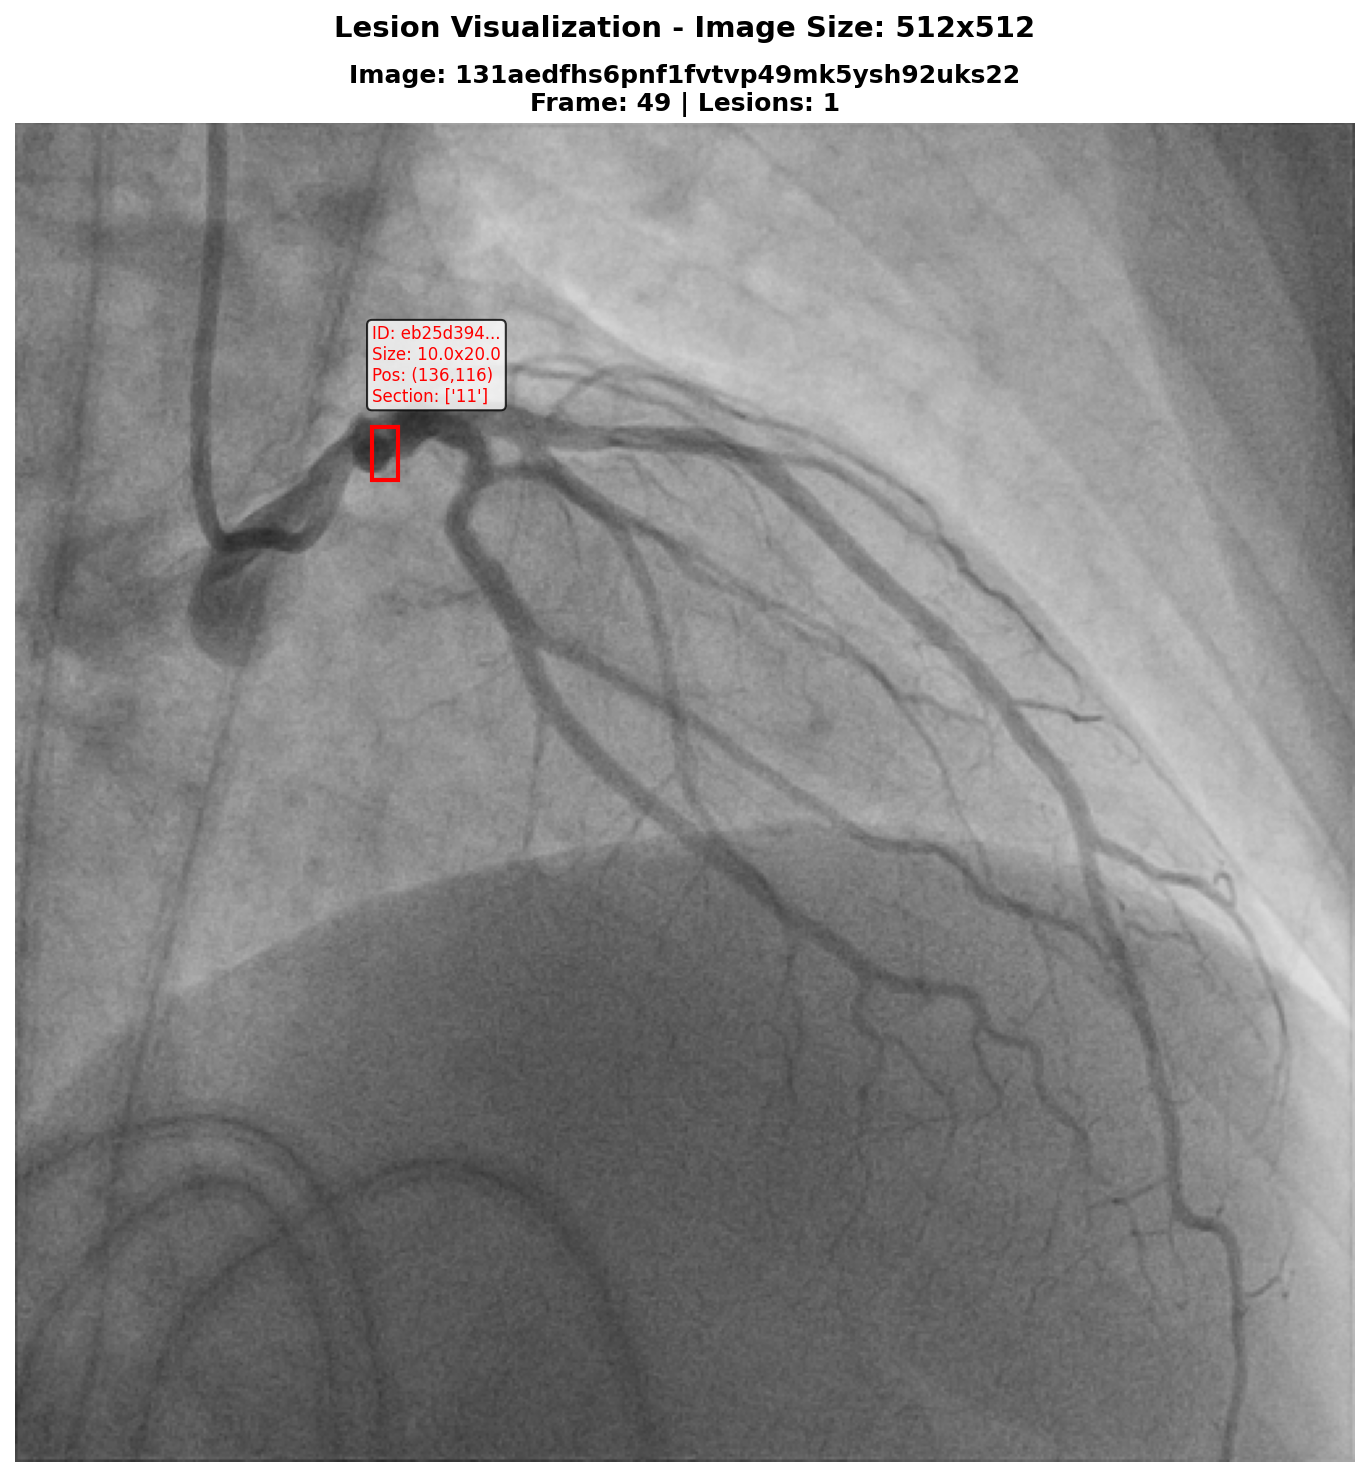 Lesion Visualization - Image Size: 512x512
Image: 131aedfhs6pnf1fvtvp49mk5ysh92uks22
Frame: 49 | Lesions: 1
ID: eb25d394...
Size: 10.0x20.0
Pos: (136,116)
Section: ['11']